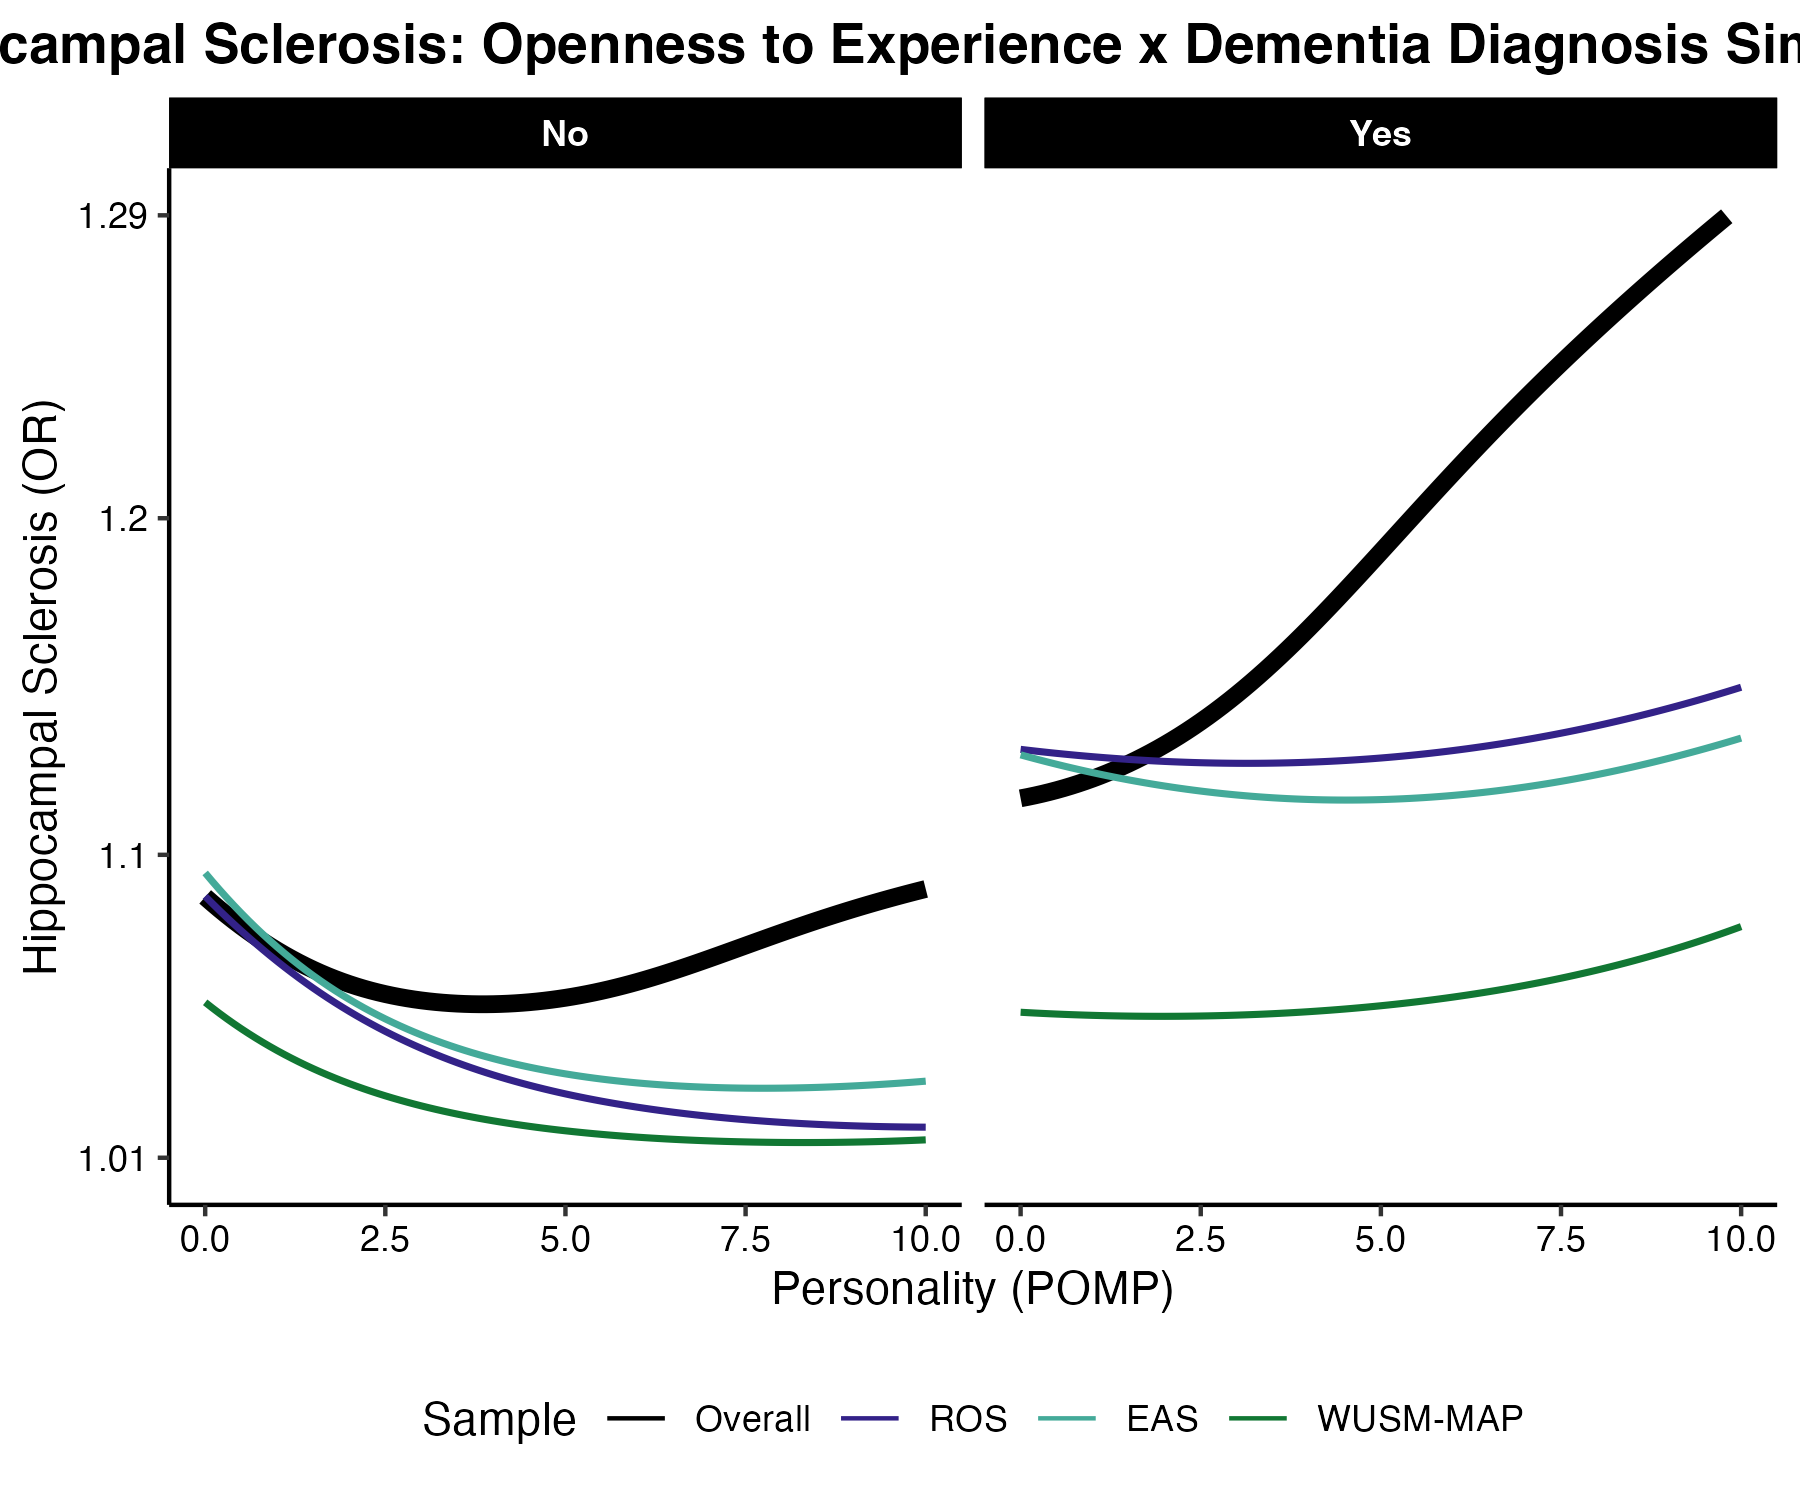 campal Sclerosis: Openness to Experience x Dementia Diagnosis Sim
No Yes
1.29
1.2
1.1
1.01
Hippocampal Sclerosis (OR)
0.0 2.5 5.0 7.5 10.0 0.0 2.5 5.0 7.5 10.0
Personality (POMP)
Sample Overall ROS EAS WUSM-MAP